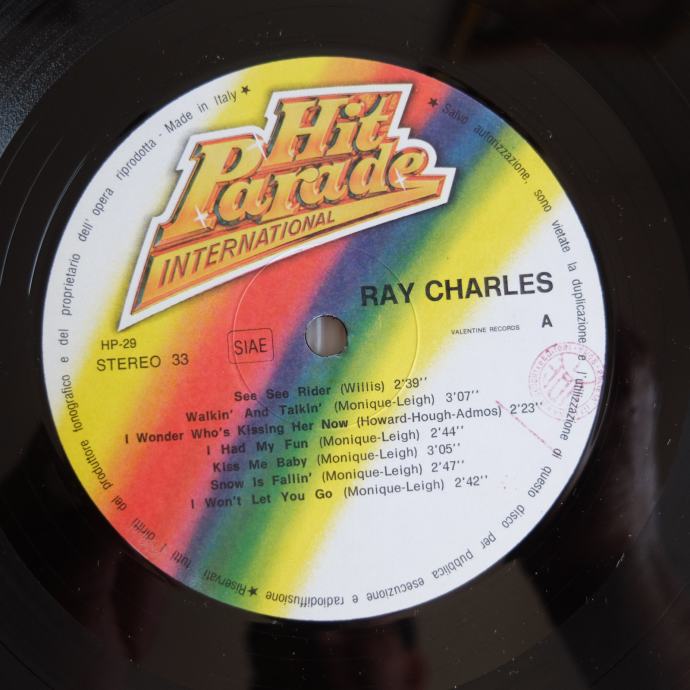 Hit
Parade
INTERNATIONAL
RAY CHARLES
VALENTINE RECORDS A
HP-29
STEREO 33
SIAE
See See Rider (Willis) 2'39''
Walkin' And Talkin' (Monique-Leigh) 3'07''
I Wonder Who's Kissing Her Now (Howard-Hough-Admos) 2'23''
I Had My Fun (Monique-Leigh) 2'44''
Kiss Me Baby (Monique-Leigh) 3'05''
Snow Is Fallin' (Monique-Leigh) 2'47''
I Won't Let You Go (Monique-Leigh) 2'42''
★ Riservati tutti i diritti del produttore fonografico e del proprietario dell' opera riprodotta - Made in Italy ★
★ Salvo autorizzazione, sono vietate la duplicazione, e l'utilizzazione di questo disco per pubblica esecuzione e radiodiffusione